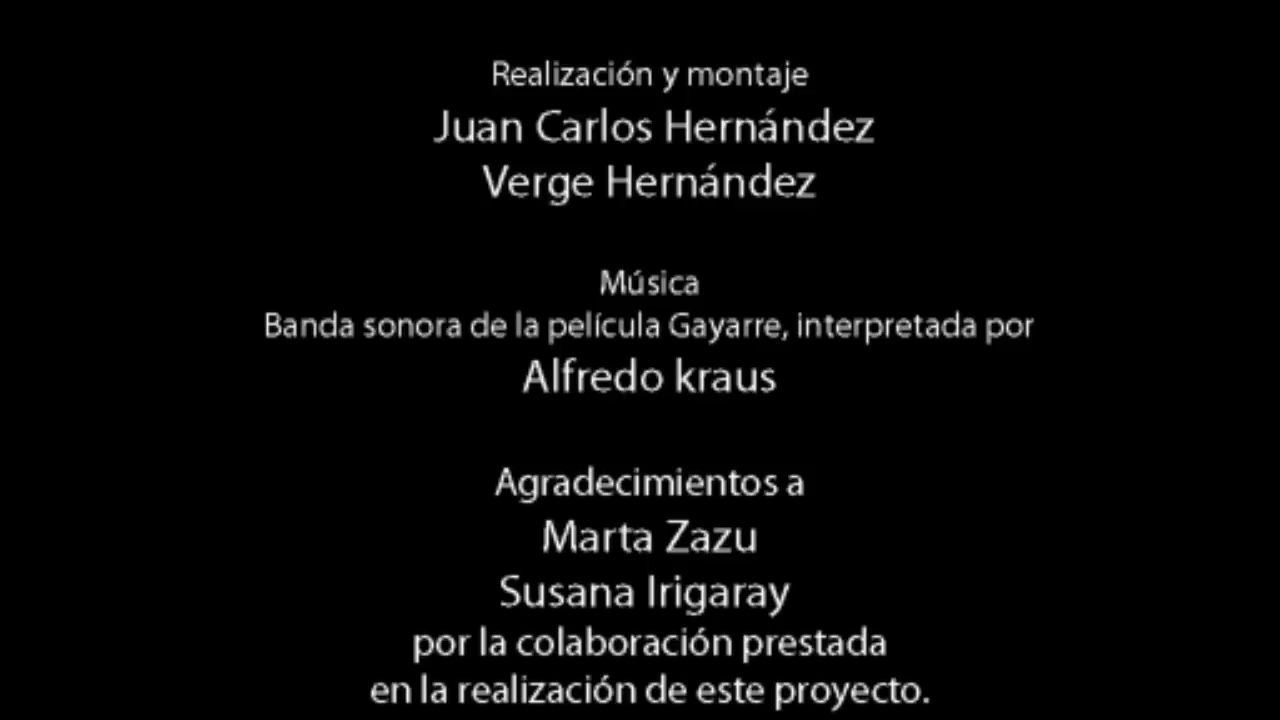 Realización y montaje
Juan Carlos Hernández
Verge Hernández
Música
Banda sonora de la película Gayarre, interpretada por
Alfredo kraus
Agradecimientos a
Marta Zazu
Susana Irigaray
por la colaboración prestada
en la realización de este proyecto.